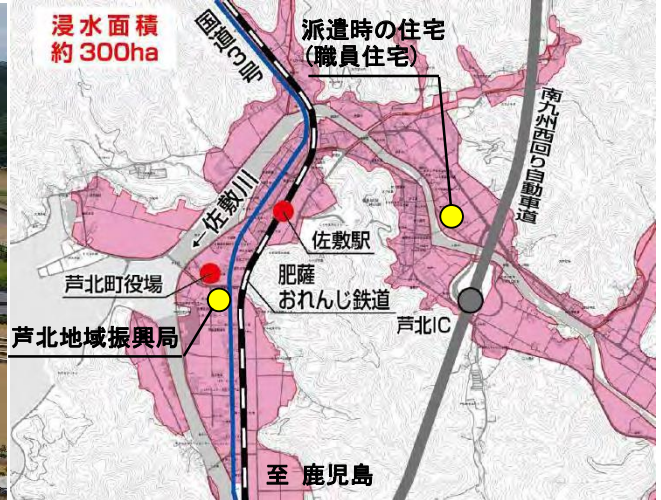 浸水面積
約300ha
国道3号
派遣時の住宅
(職員住宅)
南九州西回り自動車道
←佐敷川
佐敷駅
芦北町役場
肥薩
おれんじ鉄道
芦北IC
芦北地域振興局
至 鹿児島